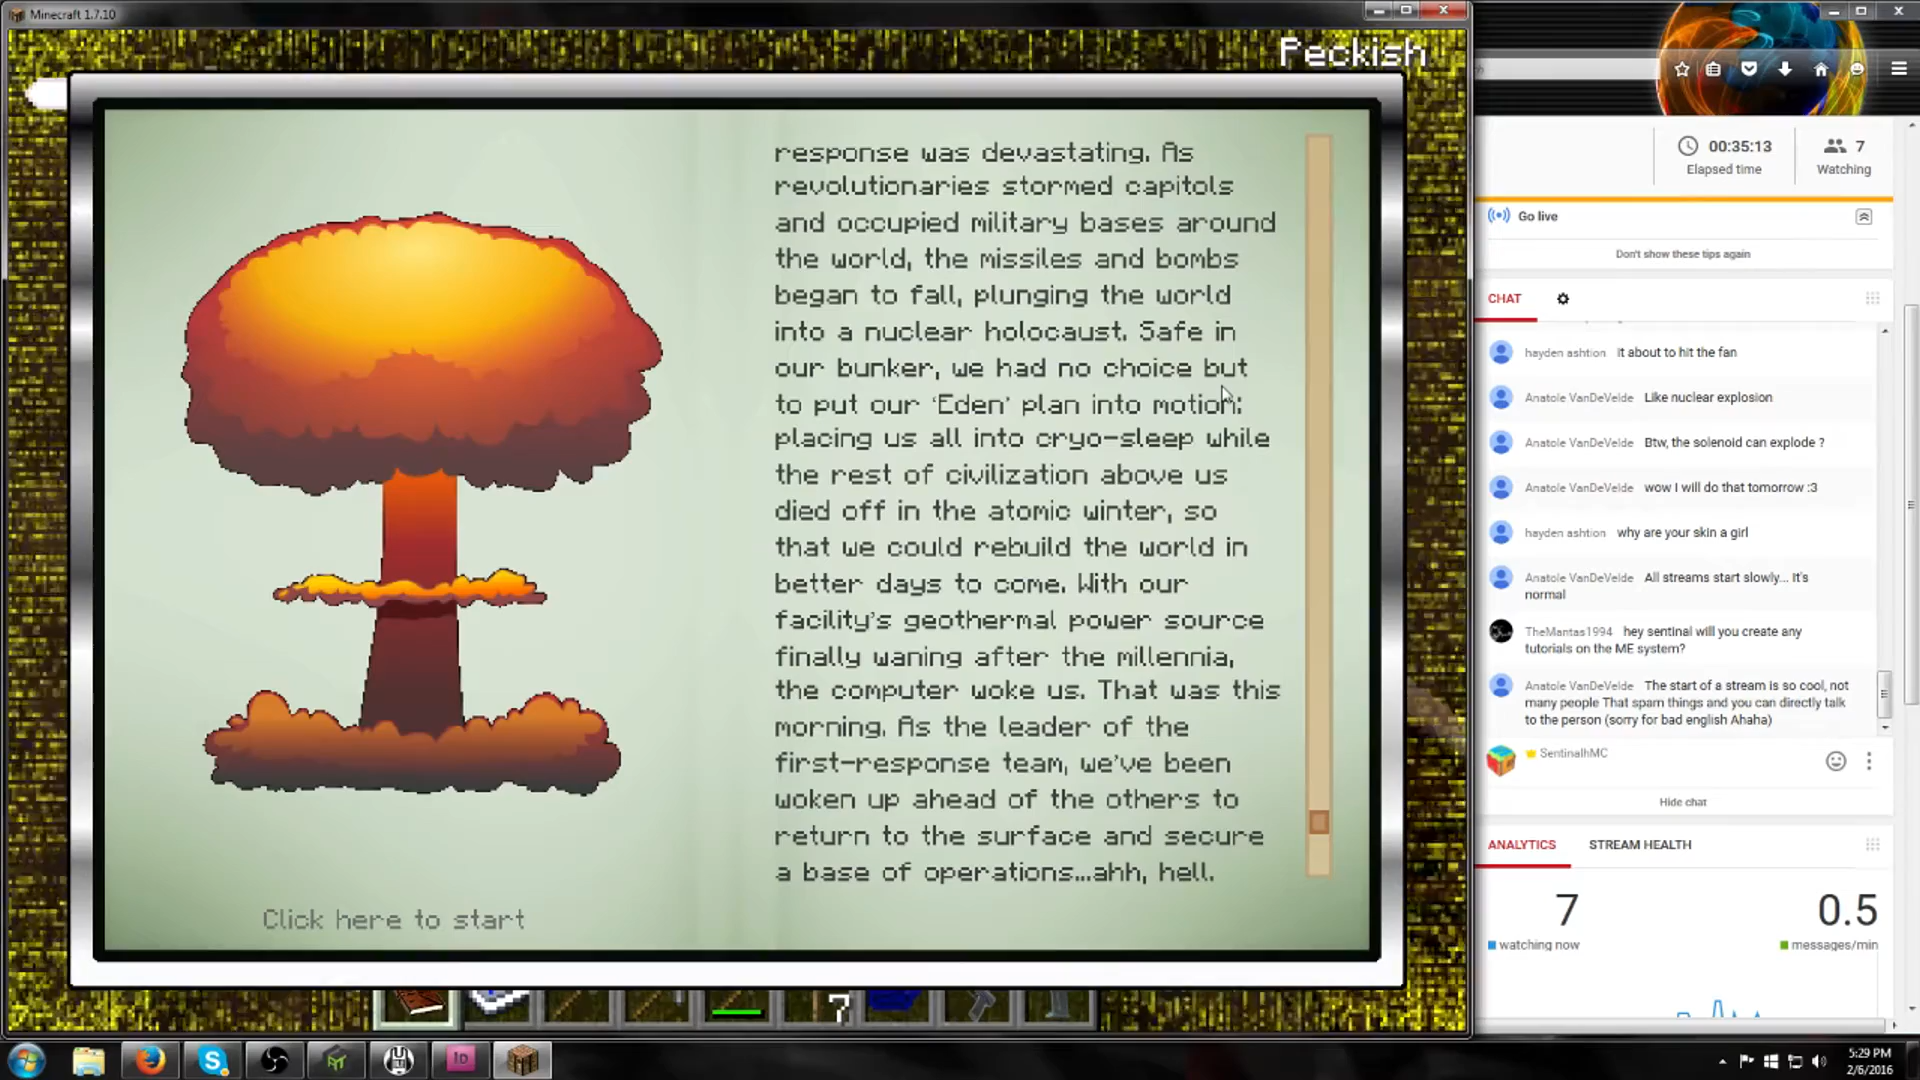 Minecraft 1.7.10
Peckish
response was devastating. As
revolutionaries stormed capitols
and occupied military bases around
the world, the missiles and bombs
began to fall, plunging the world
into a nuclear holocaust. Safe in
our bunker, we had no choice but
to put our 'Eden' plan into motion:
placing us all into cryo-sleep while
the rest of civilization above us
died off in the atomic winter, so
that we could rebuild the world in
better days to come. With our
facility's geothermal power source
finally waning after the millennia,
the computer woke us. That was this
morning. As the leader of the
first-response team, we've been
woken up ahead of the others to
return to the surface and secure
a base of operations...ahh, hell.
Click here to start
7
00:35:13
Elapsed time
7
Watching
Go live
Don't show these tips again
CHAT
hayden ashtion it about to hit the fan
Anatole VanDeVelde Like nuclear explosion
Anatole VanDeVelde Btw, the solenoid can explode ?
Anatole VanDeVelde wow I will do that tomorrow :3
hayden ashtion why are your skin a girl
Anatole VanDeVelde All streams start slowly... It's
normal
TheMantas1994 hey sentinal will you create any
tutorials on the ME system?
Anatole VanDeVelde The start of a stream is so cool, not
many people That spam things and you can directly talk
to the person (sorry for bad english Ahaha)
SentinalhMC
Hide chat
ANALYTICS STREAM HEALTH
7 0.5
watching now messages/min
5:29 PM
2/6/2016